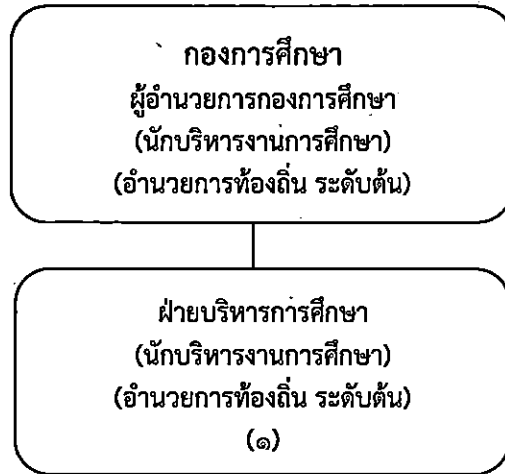 กองการศึกษา
ผู้อำนวยการกองการศึกษา
(นักบริหารงานการศึกษา)
(อำนวยการท้องถิ่น ระดับต้น)
ฝ่ายบริหารการศึกษา
(นักบริหารงานการศึกษา)
(อำนวยการท้องถิ่น ระดับต้น)
(๑)